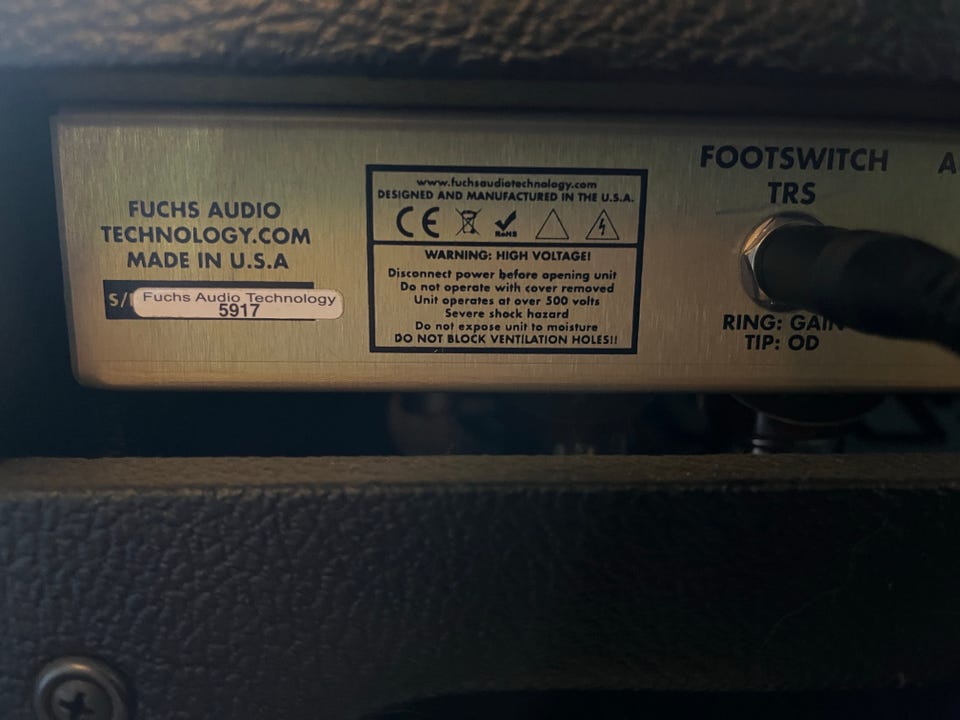 FUCHS AUDIO
TECHNOLOGY.COM
MADE IN U.S.A
S/
Fuchs Audio Technology
5917
www.fuchsaudiotechnology.com
DESIGNED AND MANUFACTURED IN THE U.S.A.
CE
RoHS
WARNING: HIGH VOLTAGE!
Disconnect power before opening unit
Do not operate with cover removed
Unit operates at over 500 volts
Severe shock hazard
Do not expose unit to moisture
DO NOT BLOCK VENTILATION HOLES!!
FOOTSWITCH
TRS
RING: GAIN
TIP: OD
A